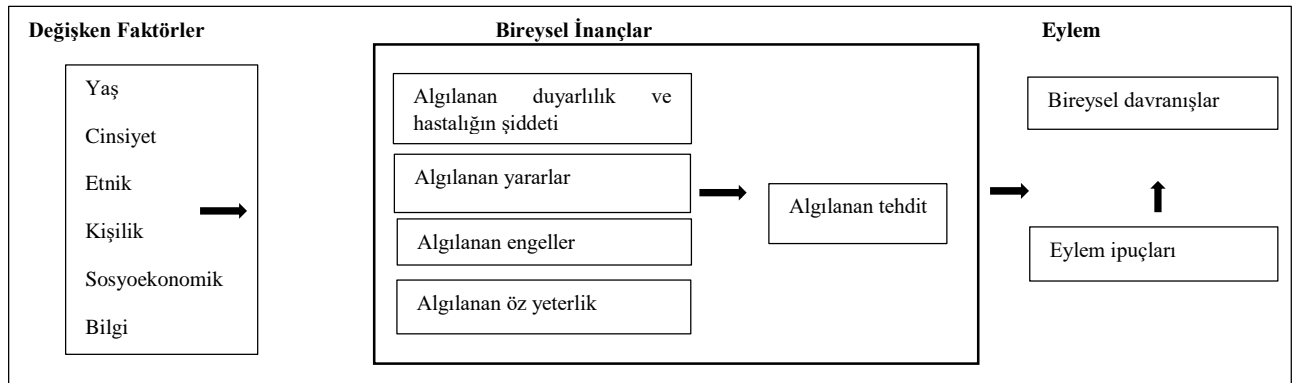 Değişken Faktörler
Bireysel İnançlar
Eylem
Yaş
Cinsiyet
Etnik
Kişilik
Sosyoekonomik
Bilgi
Algılanan duyarlılık ve
hastalığın şiddeti
Algılanan yararlar
Algılanan engeller
Algılanan öz yeterlik
Algılanan tehdit
Bireysel davranışlar
Eylem ipuçları